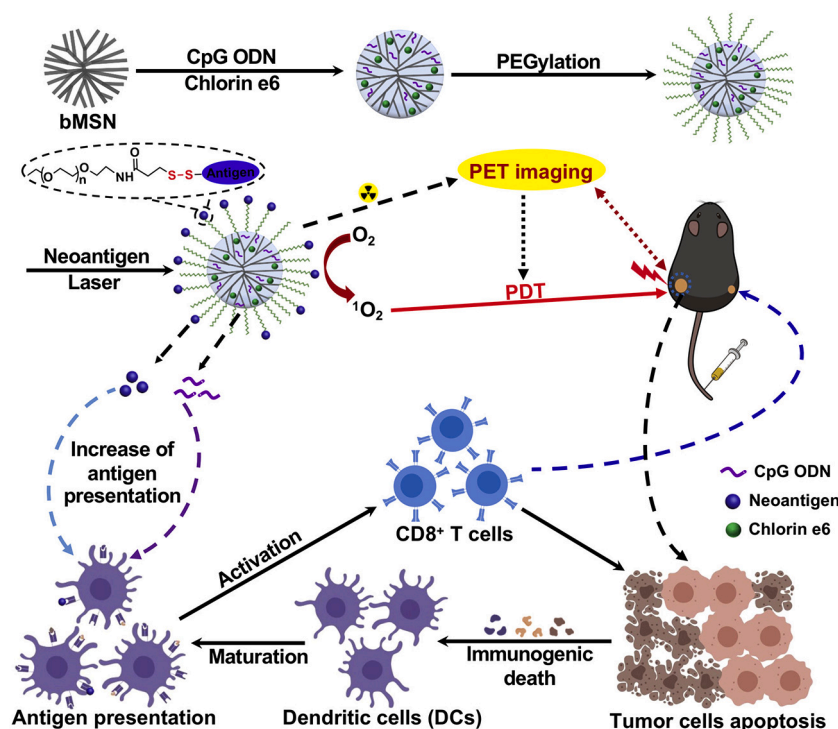 CpG ODN
Chlorin e6
PEGylation
bMSN
O
O
n
O
NH
S-S
Antigen
PET imaging
Neoantigen
Laser
O₂
¹O₂
PDT
Increase of
antigen
presentation
CpG ODN
Neoantigen
Chlorin e6
CD8⁺ T cells
Activation
Maturation
Immunogenic
death
Antigen presentation
Dendritic cells (DCs)
Tumor cells apoptosis